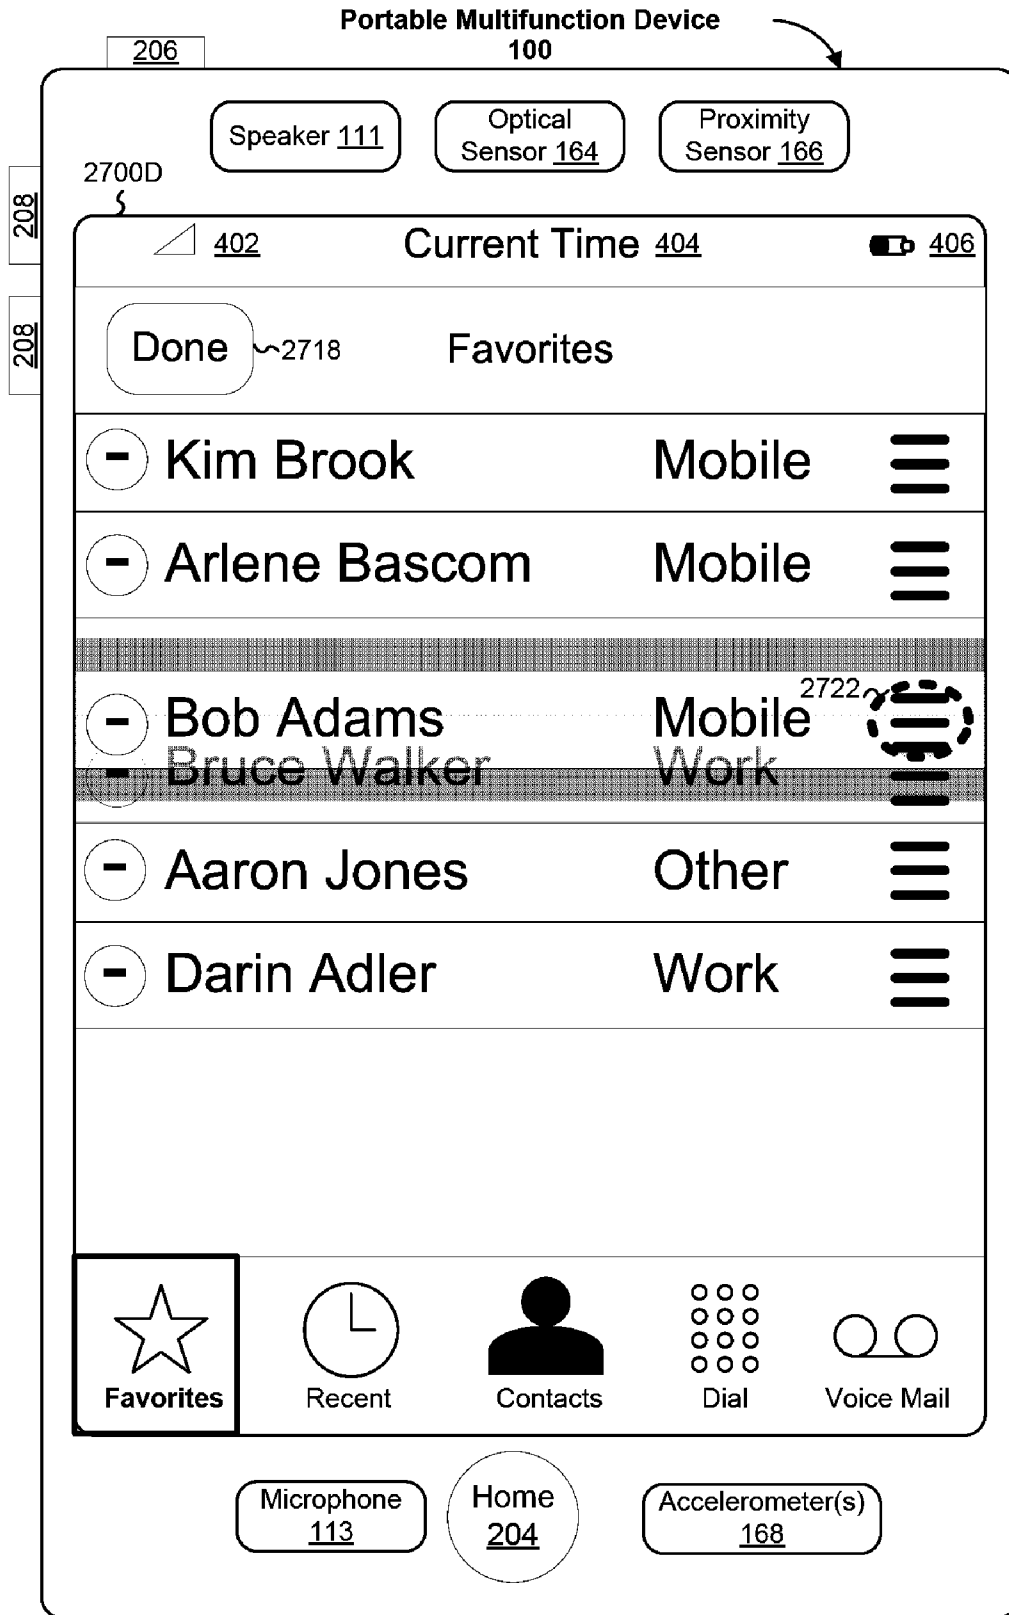 Portable Multifunction Device
100
206
Speaker 111
Optical
Sensor 164
Proximity
Sensor 166
2700D
208
208
402
Current Time 404
406
Done
2718
Favorites
- Kim Brook Mobile
- Arlene Bascom Mobile
2722
- Bob Adams Mobile
- Bruce Walker Work
- Aaron Jones Other
- Darin Adler Work
Favorites
Recent
Contacts
Dial
Voice Mail
Microphone
113
Home
204
Accelerometer(s)
168